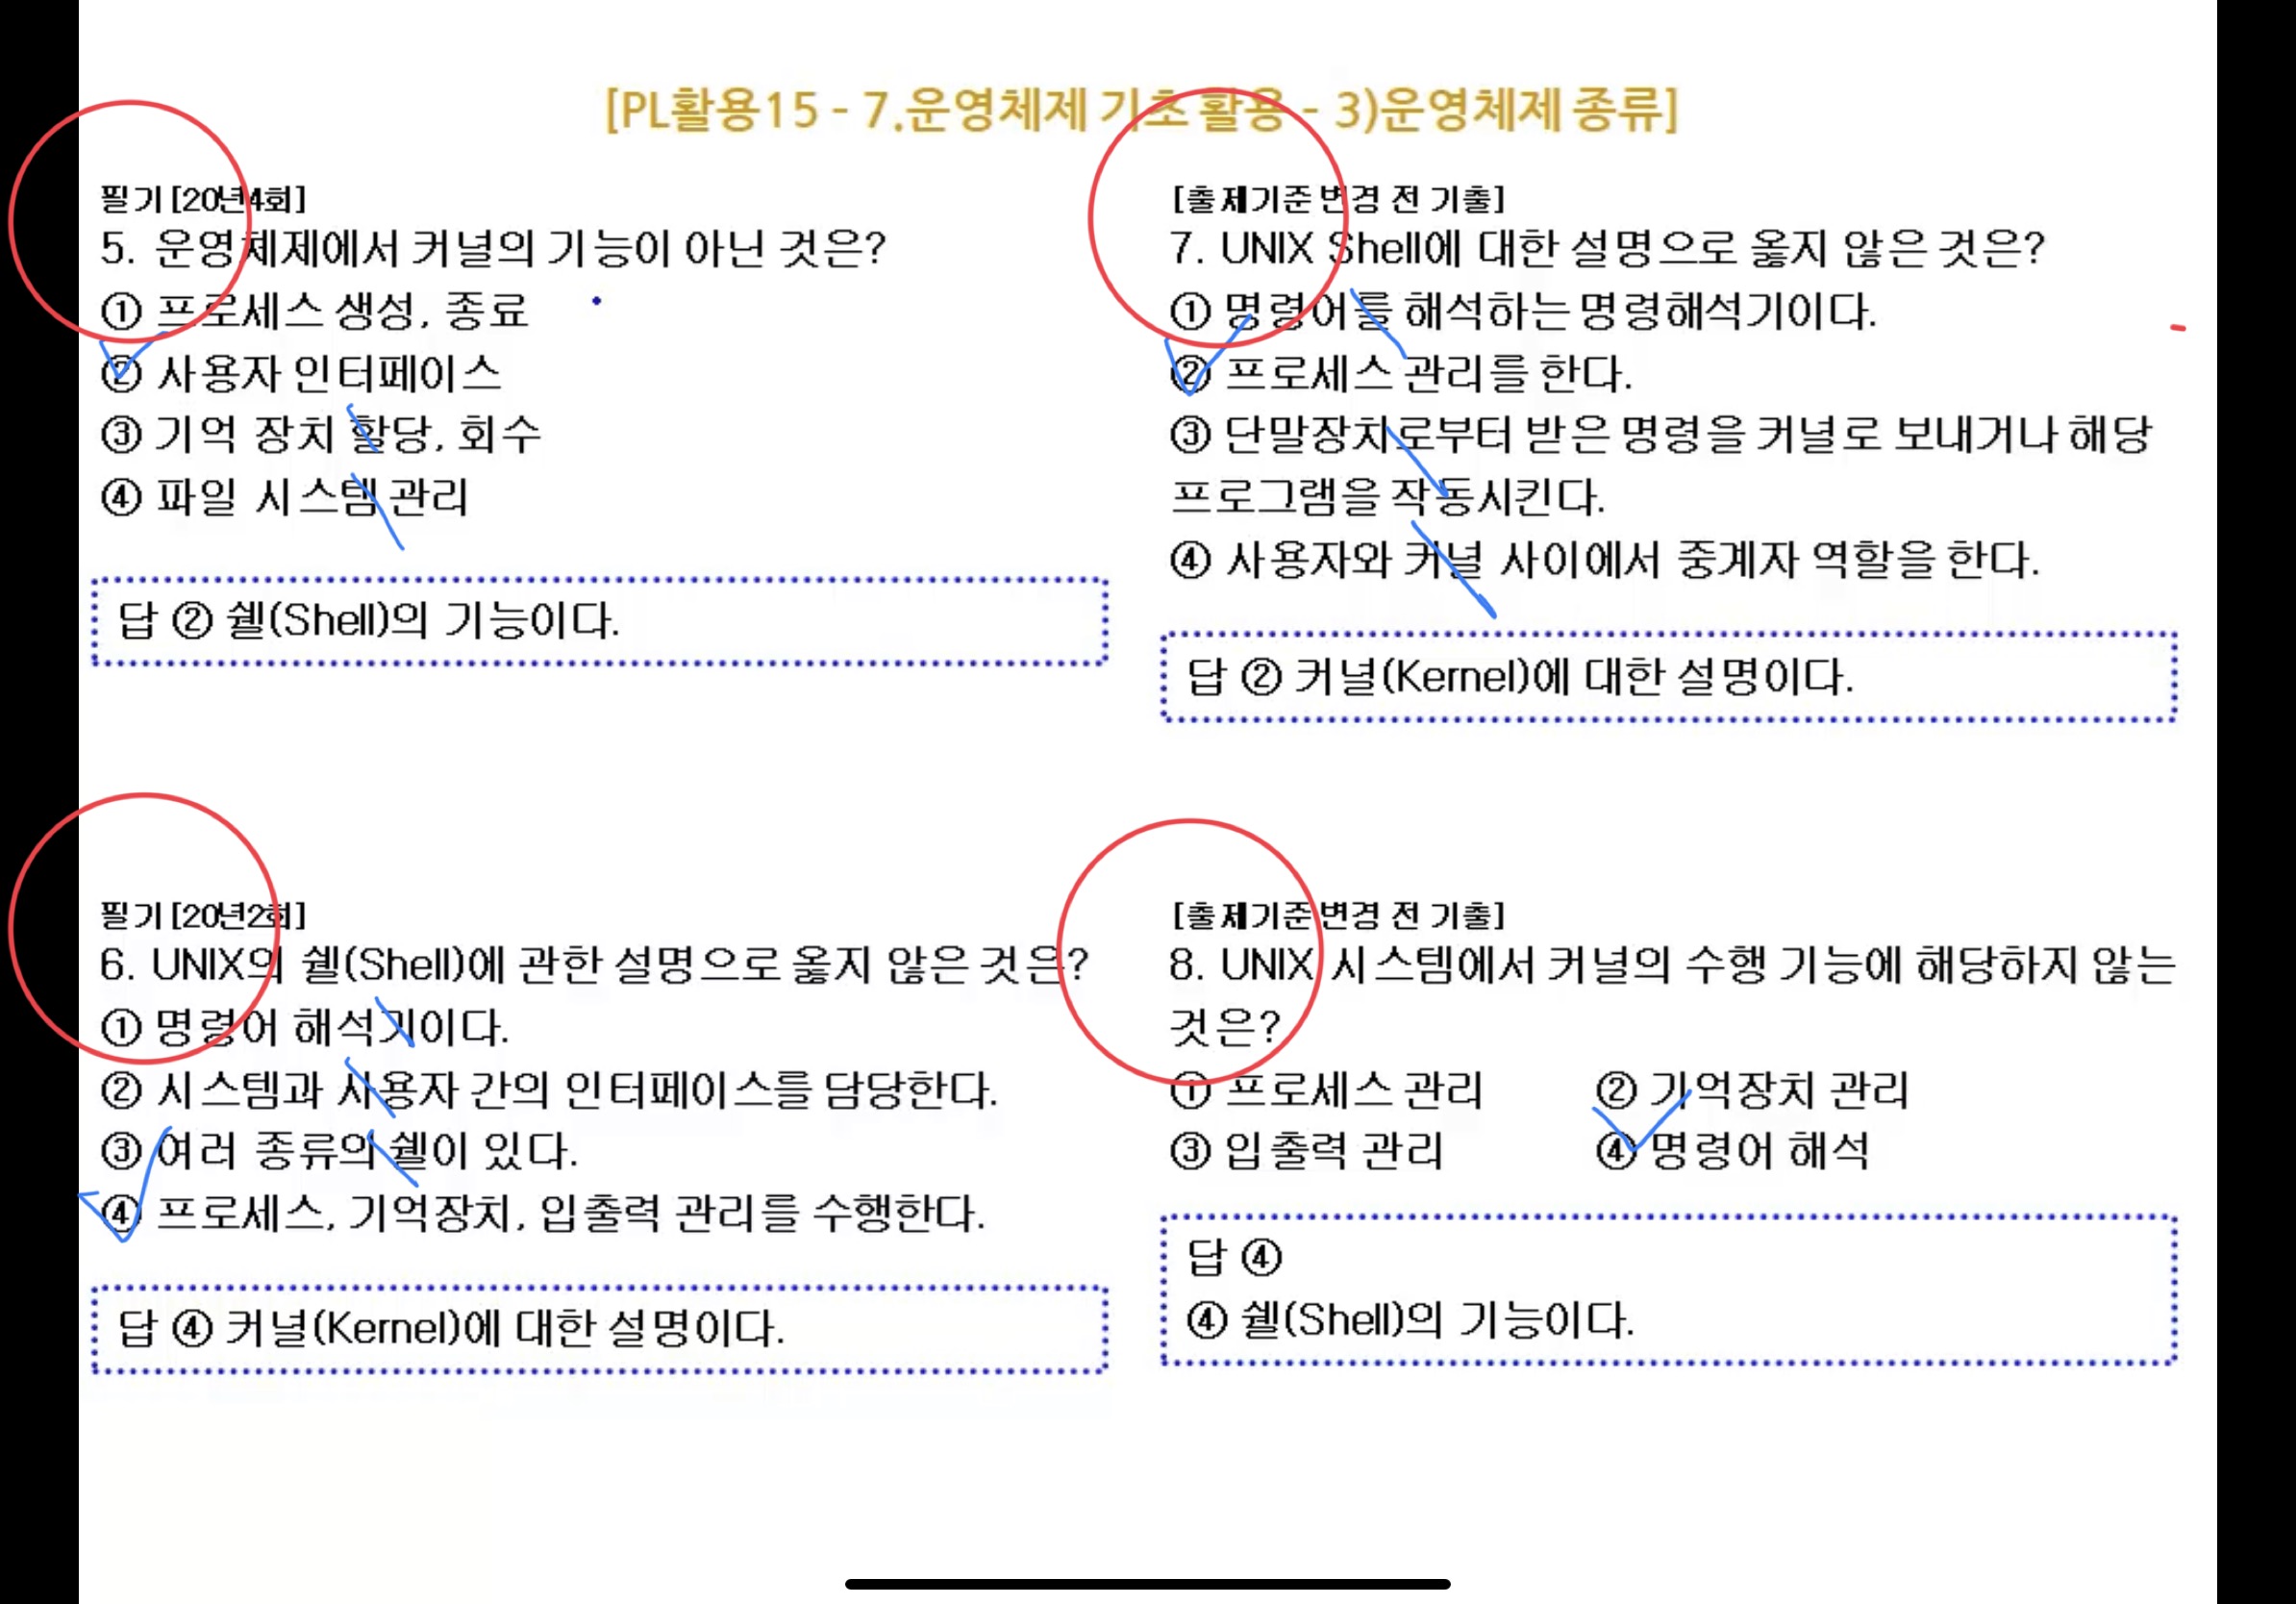 [PL활용15 - 7.운영체제 기초 활용 - 3)운영체제 종류]
필기[20년4회]
5. 운영체제에서 커널의 기능이 아닌 것은?
① 프로세스 생성, 종료
② 사용자 인터페이스
③ 기억 장치 할당, 회수
④ 파일 시스템 관리
답 ② 쉘(Shell)의 기능이다.
필기[20년2회]
6. UNIX의 쉘(Shell)에 관한 설명으로 옳지 않은 것은?
① 명령어 해석기이다.
② 시스템과 사용자 간의 인터페이스를 담당한다.
③ 여러 종류의 쉘이 있다.
④ 프로세스, 기억장치, 입출력 관리를 수행한다.
답 ④ 커널(Kernel)에 대한 설명이다.
[출제기준 변경 전 기출]
7. UNIX Shell에 대한 설명으로 옳지 않은 것은?
① 명령어를 해석하는 명령해석기이다.
② 프로세스 관리를 한다.
③ 단말장치로부터 받은 명령을 커널로 보내거나 해당
프로그램을 작동시킨다.
④ 사용자와 커널 사이에서 중계자 역할을 한다.
답 ② 커널(Kernel)에 대한 설명이다.
[출제기준 변경 전 기출]
8. UNIX 시스템에서 커널의 수행 기능에 해당하지 않는
것은?
① 프로세스 관리 ② 기억장치 관리
③ 입출력 관리 ④ 명령어 해석
답 ④
④ 쉘(Shell)의 기능이다.